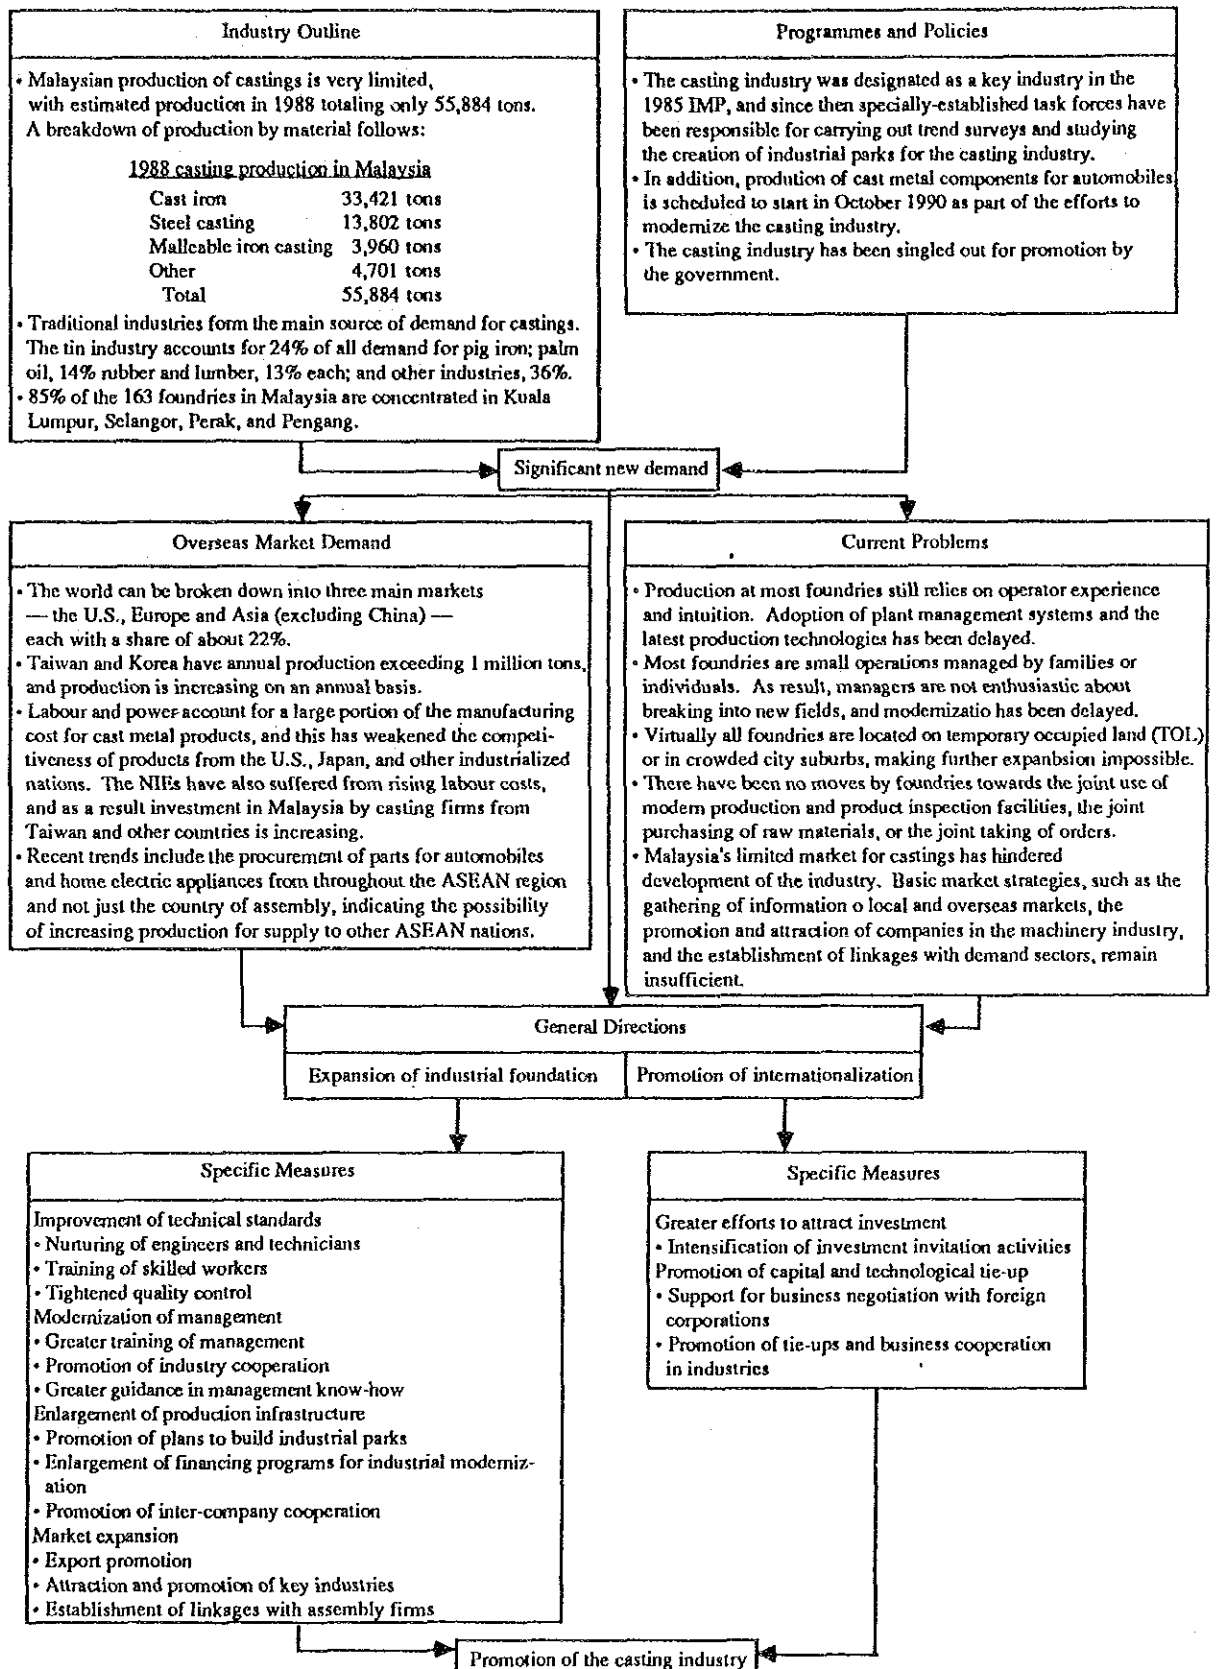 Industry Outline
• Malaysian production of castings is very limited,
with estimated production in 1988 totaling only 55,884 tons.
A breakdown of production by material follows:
1988 casting production in Malaysia
Cast iron 33,421 tons
Steel casting 13,802 tons
Malleable iron casting 3,960 tons
Other 4,701 tons
Total 55,884 tons
• Traditional industries form the main source of demand for castings.
The tin industry accounts for 24% of all demand for pig iron; palm
oil, 14% rubber and lumber, 13% each; and other industries, 36%.
• 85% of the 163 foundries in Malaysia are concentrated in Kuala
Lumpur, Selangor, Perak, and Pengang.
Programmes and Policies
• The casting industry was designated as a key industry in the
1985 IMP, and since then specially-established task forces have
been responsible for carrying out trend surveys and studying
the creation of industrial parks for the casting industry.
• In addition, prodution of cast metal components for automobiles
is scheduled to start in October 1990 as part of the efforts to
modernize the casting industry.
• The casting industry has been singled out for promotion by
the government.
Significant new demand
Overseas Market Demand
• The world can be broken down into three main markets
— the U.S., Europe and Asia (excluding China) —
each with a share of about 22%.
• Taiwan and Korea have annual production exceeding 1 million tons,
and production is increasing on an annual basis.
• Labour and power account for a large portion of the manufacturing
cost for cast metal products, and this has weakened the competi-
tiveness of products from the U.S., Japan, and other industrialized
nations. The NIEs have also suffered from rising labour costs,
and as a result investment in Malaysia by casting firms from
Taiwan and other countries is increasing.
• Recent trends include the procurement of parts for automobiles
and home electric appliances from throughout the ASEAN region
and not just the country of assembly, indicating the possibility
of increasing production for supply to other ASEAN nations.
Current Problems
• Production at most foundries still relies on operator experience
and intuition. Adoption of plant management systems and the
latest production technologies has been delayed.
• Most foundries are small operations managed by families or
individuals. As result, managers are not enthusiastic about
breaking into new fields, and modernizatio has been delayed.
• Virtually all foundries are located on temporary occupied land (TOL)
or in crowded city suburbs, making further expanbsion impossible.
• There have been no moves by foundries towards the joint use of
modern production and product inspection facilities, the joint
purchasing of raw materials, or the joint taking of orders.
• Malaysia's limited market for castings has hindered
development of the industry. Basic market strategies, such as the
gathering of information o local and overseas markets, the
promotion and attraction of companies in the machinery industry,
and the establishment of linkages with demand sectors, remain
insufficient.
General Directions
Expansion of industrial foundation
Promotion of internationalization
Specific Measures
Improvement of technical standards
• Nurturing of engineers and technicians
• Training of skilled workers
• Tightened quality control
Modernization of management
• Greater training of management
• Promotion of industry cooperation
• Greater guidance in management know-how
Enlargement of production infrastructure
• Promotion of plans to build industrial parks
• Enlargement of financing programs for industrial moderniz-
ation
• Promotion of inter-company cooperation
Market expansion
• Export promotion
• Attraction and promotion of key industries
• Establishment of linkages with assembly firms
Specific Measures
Greater efforts to attract investment
• Intensification of investment invitation activities
Promotion of capital and technological tie-up
• Support for business negotiation with foreign
corporations
• Promotion of tie-ups and business cooperation
in industries
Promotion of the casting industry